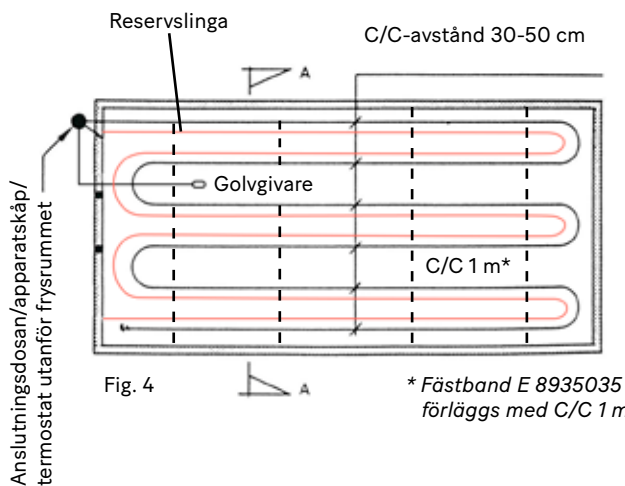 Reservslinga
C/C-avstånd 30-50 cm
A
Golvgivare
C/C 1 m*
Anslutningsdosan/apparatskåp/
termostat utanför frysrummet
Fig. 4
A
* Fästband E 8935035
förläggs med C/C 1 m